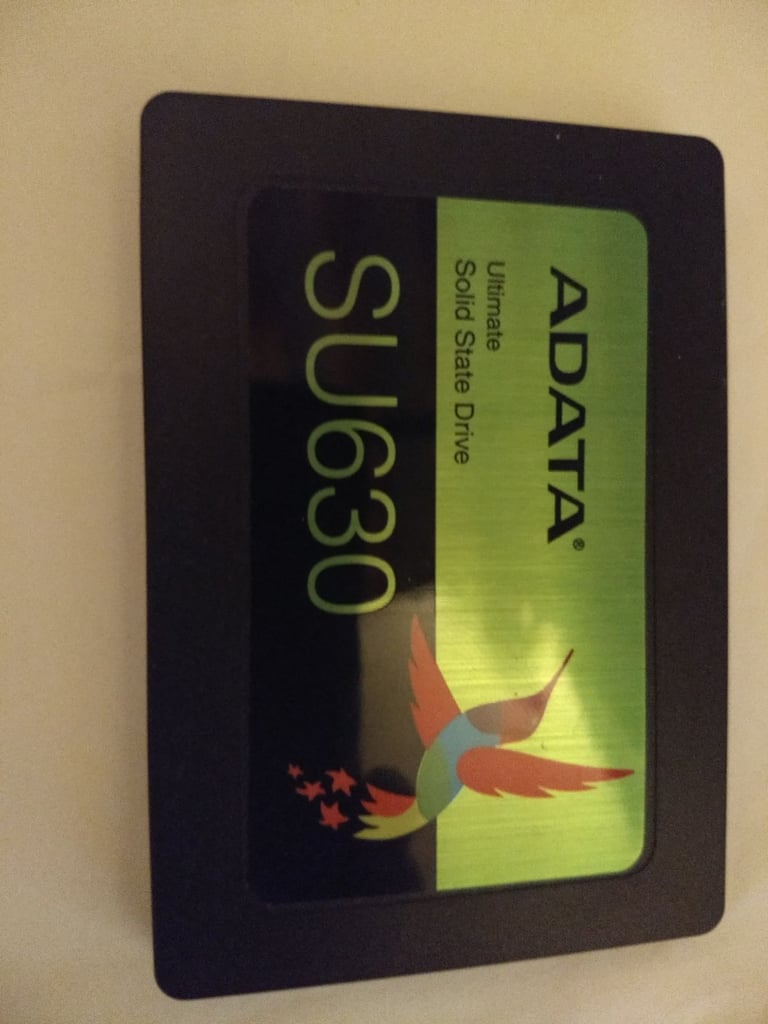 ADATA®
Ultimate
Solid State Drive
SU630